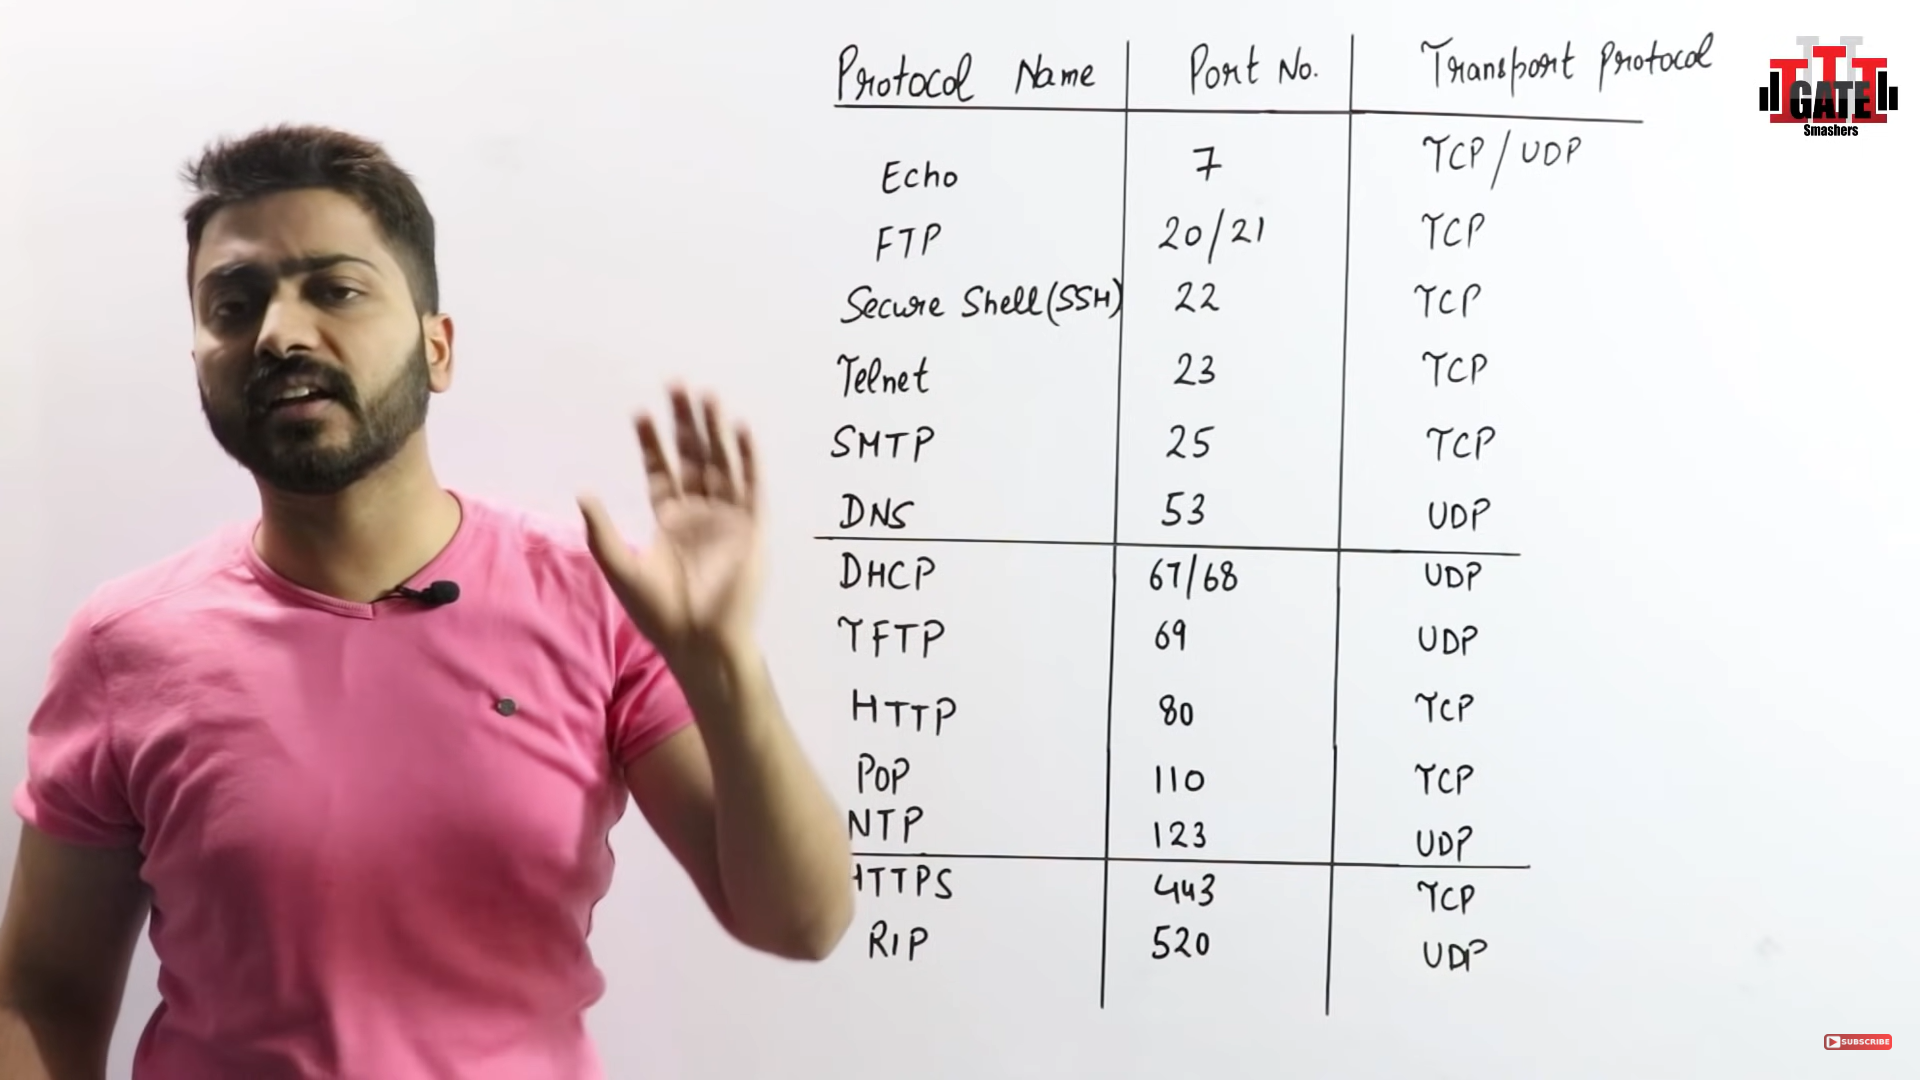 Protocol Name Port No. Transport Protocol
Echo 7 TCP/UDP
FTP 20/21 TCP
Secure Shell(SSH) 22 TCP
Telnet 23 TCP
SMTP 25 TCP
DNS 53 UDP
DHCP 67/68 UDP
TFTP 69 UDP
HTTP 80 TCP
POP 110 TCP
NTP 123 UDP
HTTPS 443 TCP
RIP 520 UDP
GATE
Smashers
SUBSCRIBE